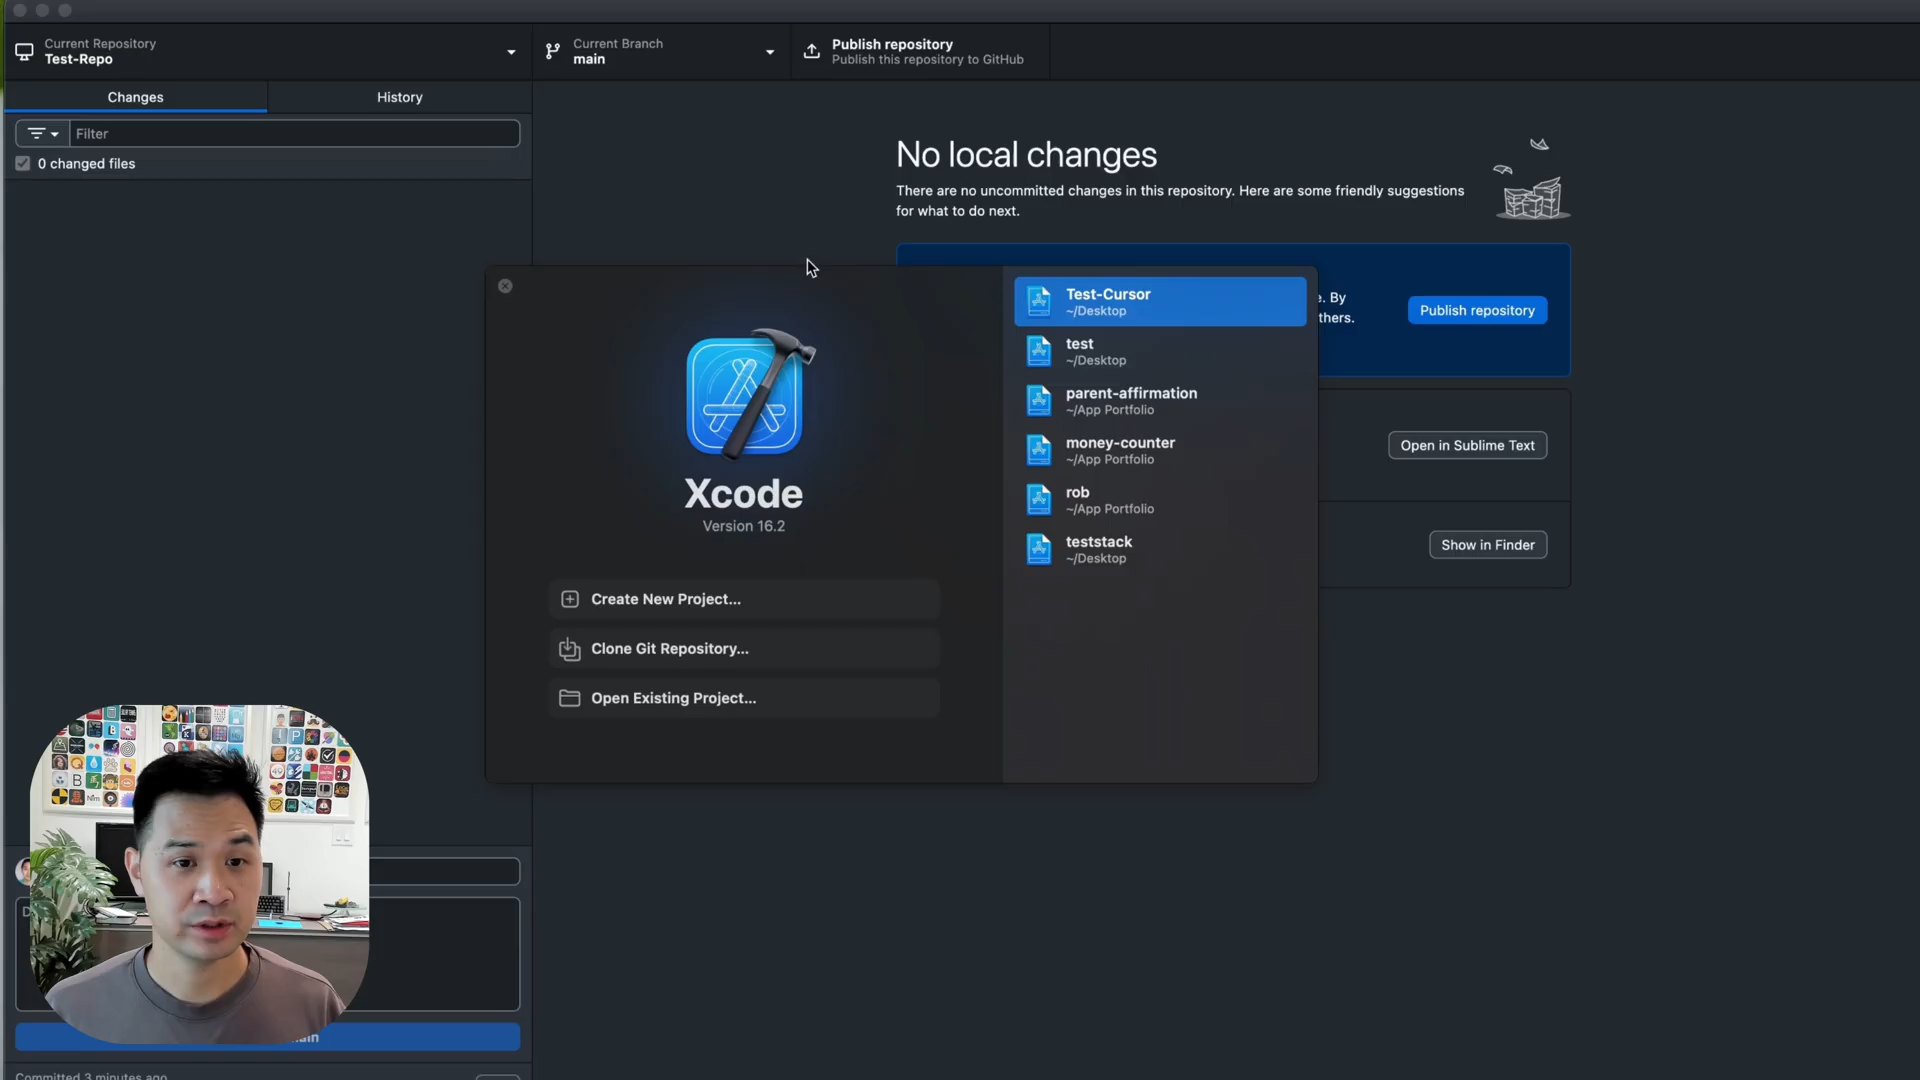 Current Repository
Test-Repo
Current Branch
main
Publish repository
Publish this repository to GitHub
Changes
History
Filter
0 changed files
No local changes
There are no uncommitted changes in this repository. Here are some friendly suggestions
for what to do next.
e. By
thers.
Publish repository
Open in Sublime Text
Show in Finder
Xcode
Version 16.2
Create New Project...
Clone Git Repository...
Open Existing Project...
Test-Cursor
~/Desktop
test
~/Desktop
parent-affirmation
~/App Portfolio
money-counter
~/App Portfolio
rob
~/App Portfolio
teststack
~/Desktop
D
ain
Committed 3 minutes ago